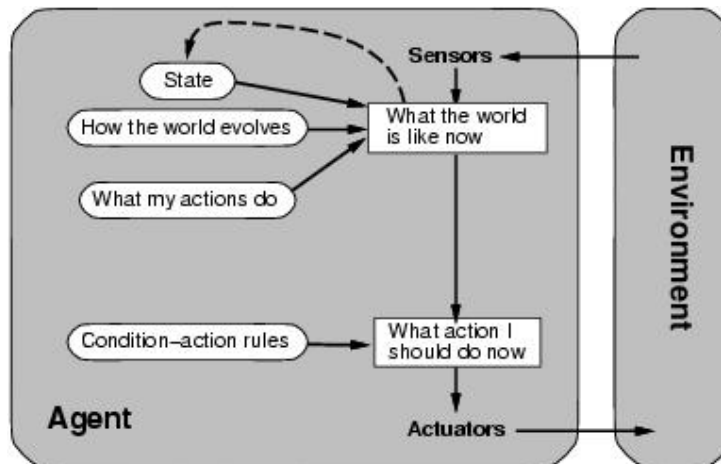 Sensors
State
What the world
is like now
How the world evolves
What my actions do
Environment
Condition–action rules
What action I
should do now
Agent
Actuators